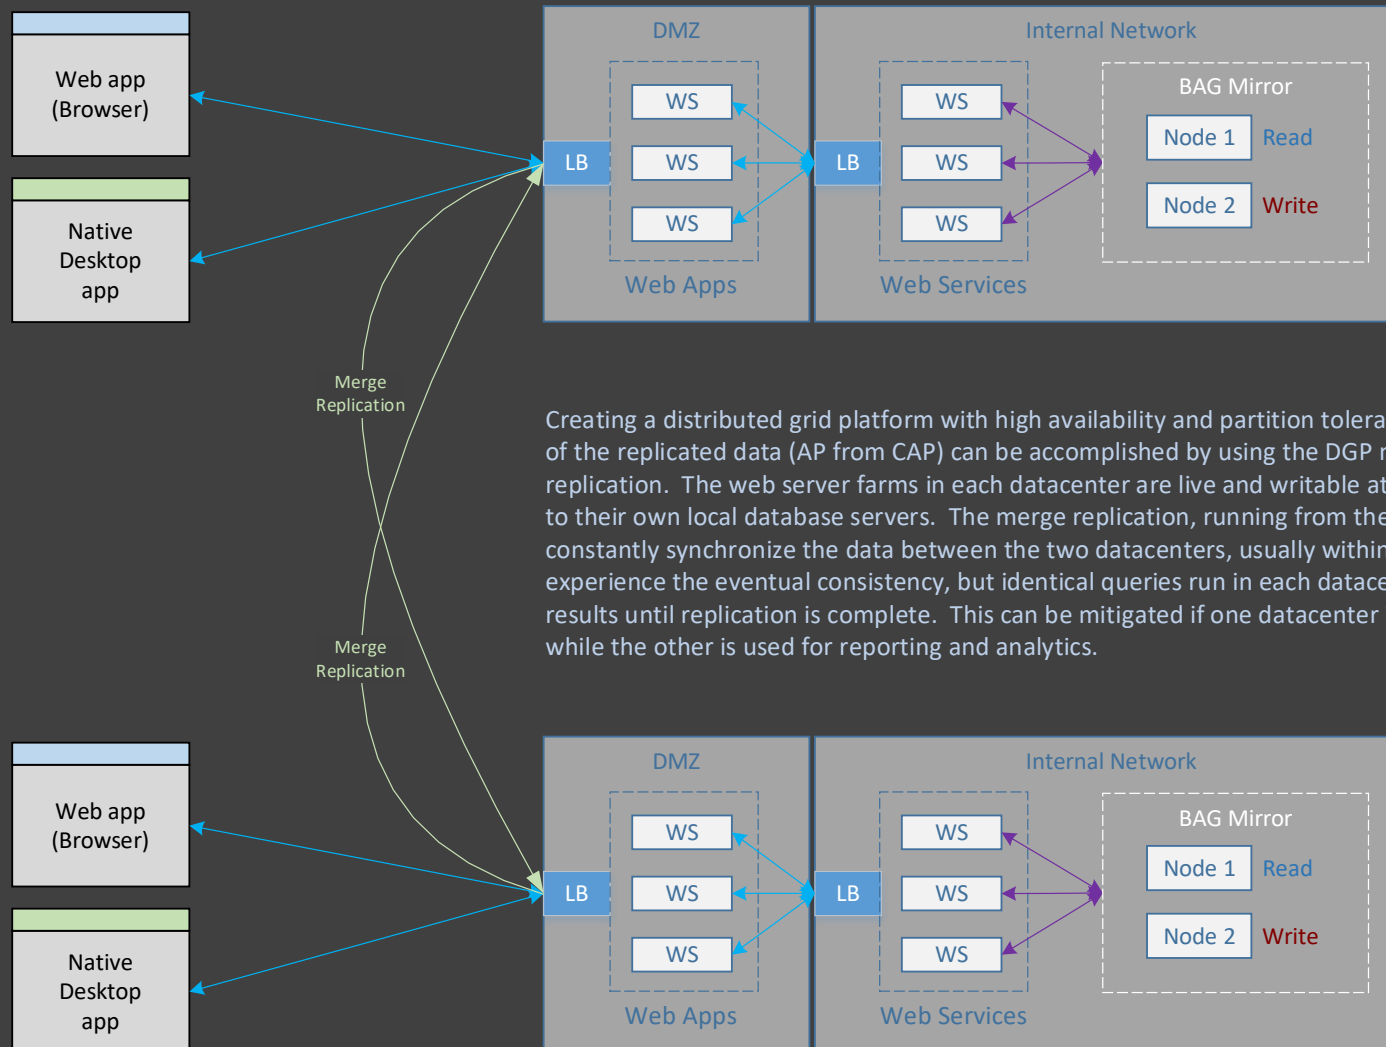 Web app
(Browser)
Native
Desktop
app
DMZ
LB
WS
WS
WS
Web Apps
Internal Network
LB
WS
WS
WS
Web Services
BAG Mirror
Node 1 Read
Node 2 Write
Merge
Replication
Creating a distributed grid platform with high availability and partition tolera
of the replicated data (AP from CAP) can be accomplished by using the DGP
replication. The web server farms in each datacenter are live and writable at
to their own local database servers. The merge replication, running from the
constantly synchronize the data between the two datacenters, usually within
experience the eventual consistency, but identical queries run in each datace
results until replication is complete. This can be mitigated if one datacenter
while the other is used for reporting and analytics.
Merge
Replication
Web app
(Browser)
Native
Desktop
app
DMZ
LB
WS
WS
WS
Web Apps
Internal Network
LB
WS
WS
WS
Web Services
BAG Mirror
Node 1 Read
Node 2 Write